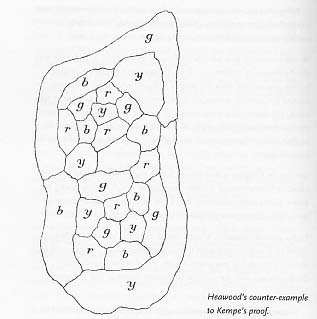 g
b y
r
g y g
r b r b
y r
g
b y r b g
g y
r b
y
Heawood's counter-example
to Kempe's proof.